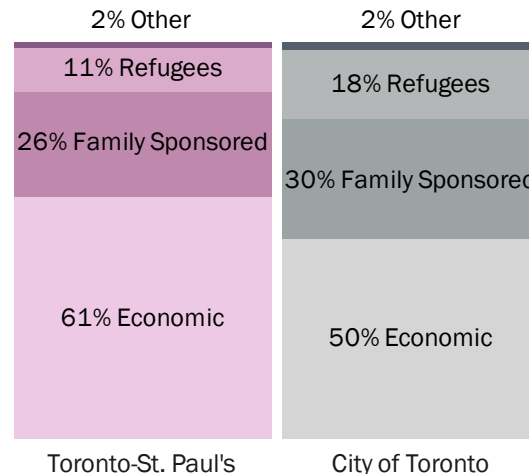 2% Other
11% Refugees
26% Family Sponsored
61% Economic
Toronto-St. Paul's
2% Other
18% Refugees
30% Family Sponsored
50% Economic
City of Toronto